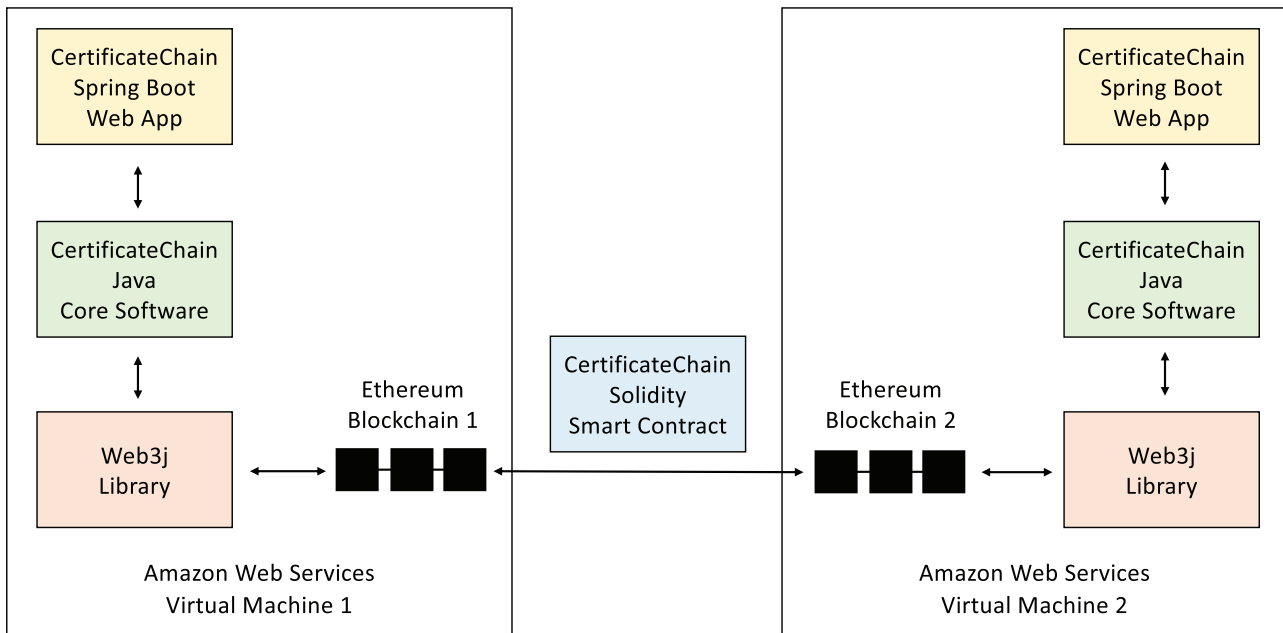 CertificateChain
Spring Boot
Web App
CertificateChain
Java
Core Software
Web3j
Library
Ethereum
Blockchain 1
Amazon Web Services
Virtual Machine 1
CertificateChain
Solidity
Smart Contract
CertificateChain
Spring Boot
Web App
CertificateChain
Java
Core Software
Ethereum
Blockchain 2
Web3j
Library
Amazon Web Services
Virtual Machine 2